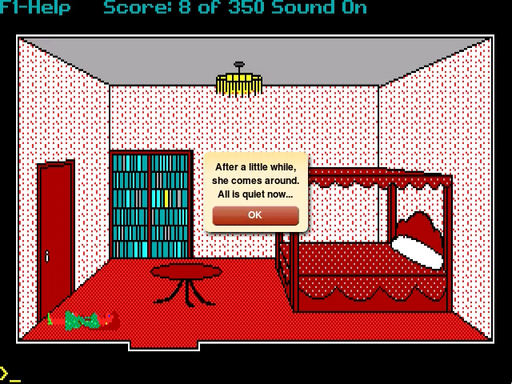 F1-Help Score: 8 of 350 Sound On
After a little while,
she comes around.
All is quiet now...
OK
>_